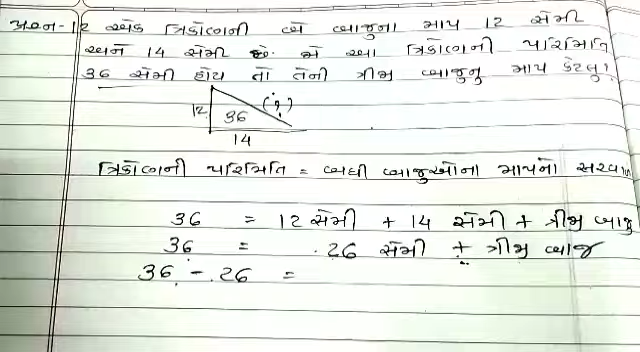 પ્રશ્ન-12 એક ત્રિકોણની બે બાજુના માપ 12 સેમી
અને 14 સેમી છે. જો આ ત્રિકોણની પરિમિતિ
36 સેમી હોય તો તેની ત્રીજી બાજુનુ માપ કેટલુ?
12 36 (?)
14
ત્રિકોણની પરિમિતિ = બધી બાજુઓના માપનો સરવાળો
36 = 12 સેમી + 14 સેમી + ત્રીજી બાજુ
36 = 26 સેમી + ત્રીજી બાજુ
36 - 26 =